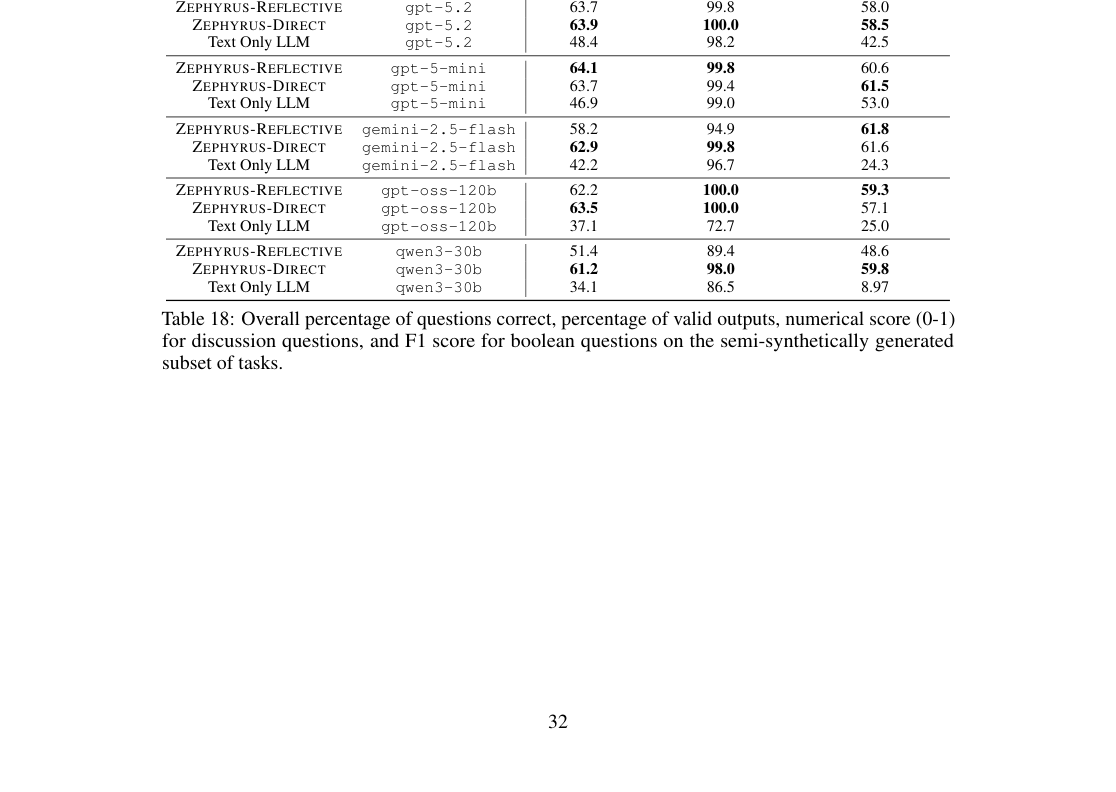 ZEPHYRUS-REFLECTIVE gpt-5.2 63.7 99.8 58.0
ZEPHYRUS-DIRECT gpt-5.2 63.9 100.0 58.5
Text Only LLM gpt-5.2 48.4 98.2 42.5
ZEPHYRUS-REFLECTIVE gpt-5-mini 64.1 99.8 60.6
ZEPHYRUS-DIRECT gpt-5-mini 63.7 99.4 61.5
Text Only LLM gpt-5-mini 46.9 99.0 53.0
ZEPHYRUS-REFLECTIVE gemini-2.5-flash 58.2 94.9 61.8
ZEPHYRUS-DIRECT gemini-2.5-flash 62.9 99.8 61.6
Text Only LLM gemini-2.5-flash 42.2 96.7 24.3
ZEPHYRUS-REFLECTIVE gpt-oss-120b 62.2 100.0 59.3
ZEPHYRUS-DIRECT gpt-oss-120b 63.5 100.0 57.1
Text Only LLM gpt-oss-120b 37.1 72.7 25.0
ZEPHYRUS-REFLECTIVE qwen3-30b 51.4 89.4 48.6
ZEPHYRUS-DIRECT qwen3-30b 61.2 98.0 59.8
Text Only LLM qwen3-30b 34.1 86.5 8.97
Table 18: Overall percentage of questions correct, percentage of valid outputs, numerical score (0-1)
for discussion questions, and F1 score for boolean questions on the semi-synthetically generated
subset of tasks.
32